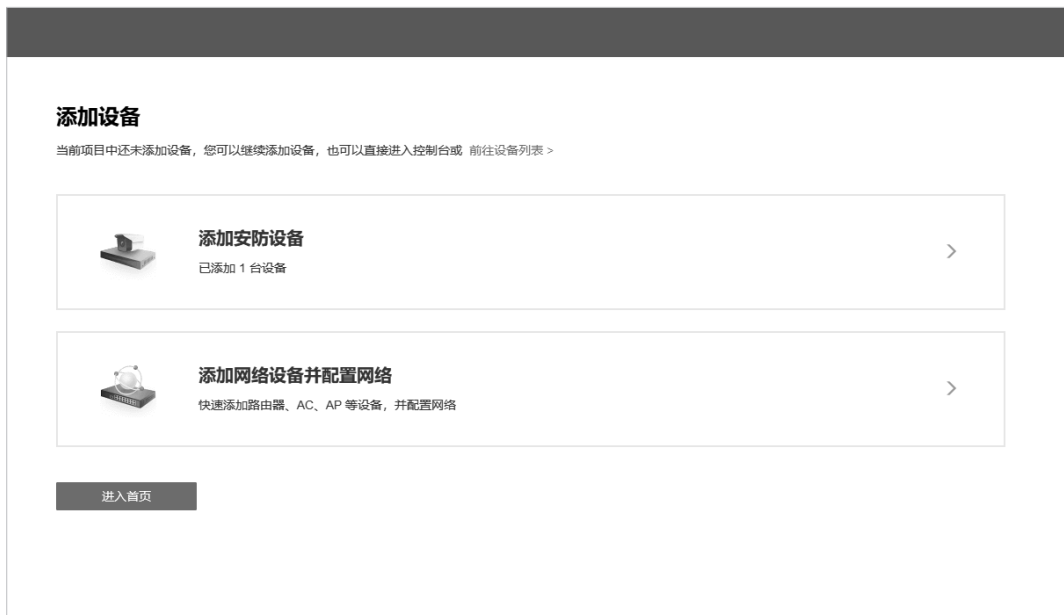 添加设备
当前项目中还未添加设备，您可以继续添加设备，也可以直接进入控制台或 前往设备列表 >
添加安防设备
已添加 1 台设备
添加网络设备并配置网络
快速添加路由器、AC、AP 等设备，并配置网络
进入首页